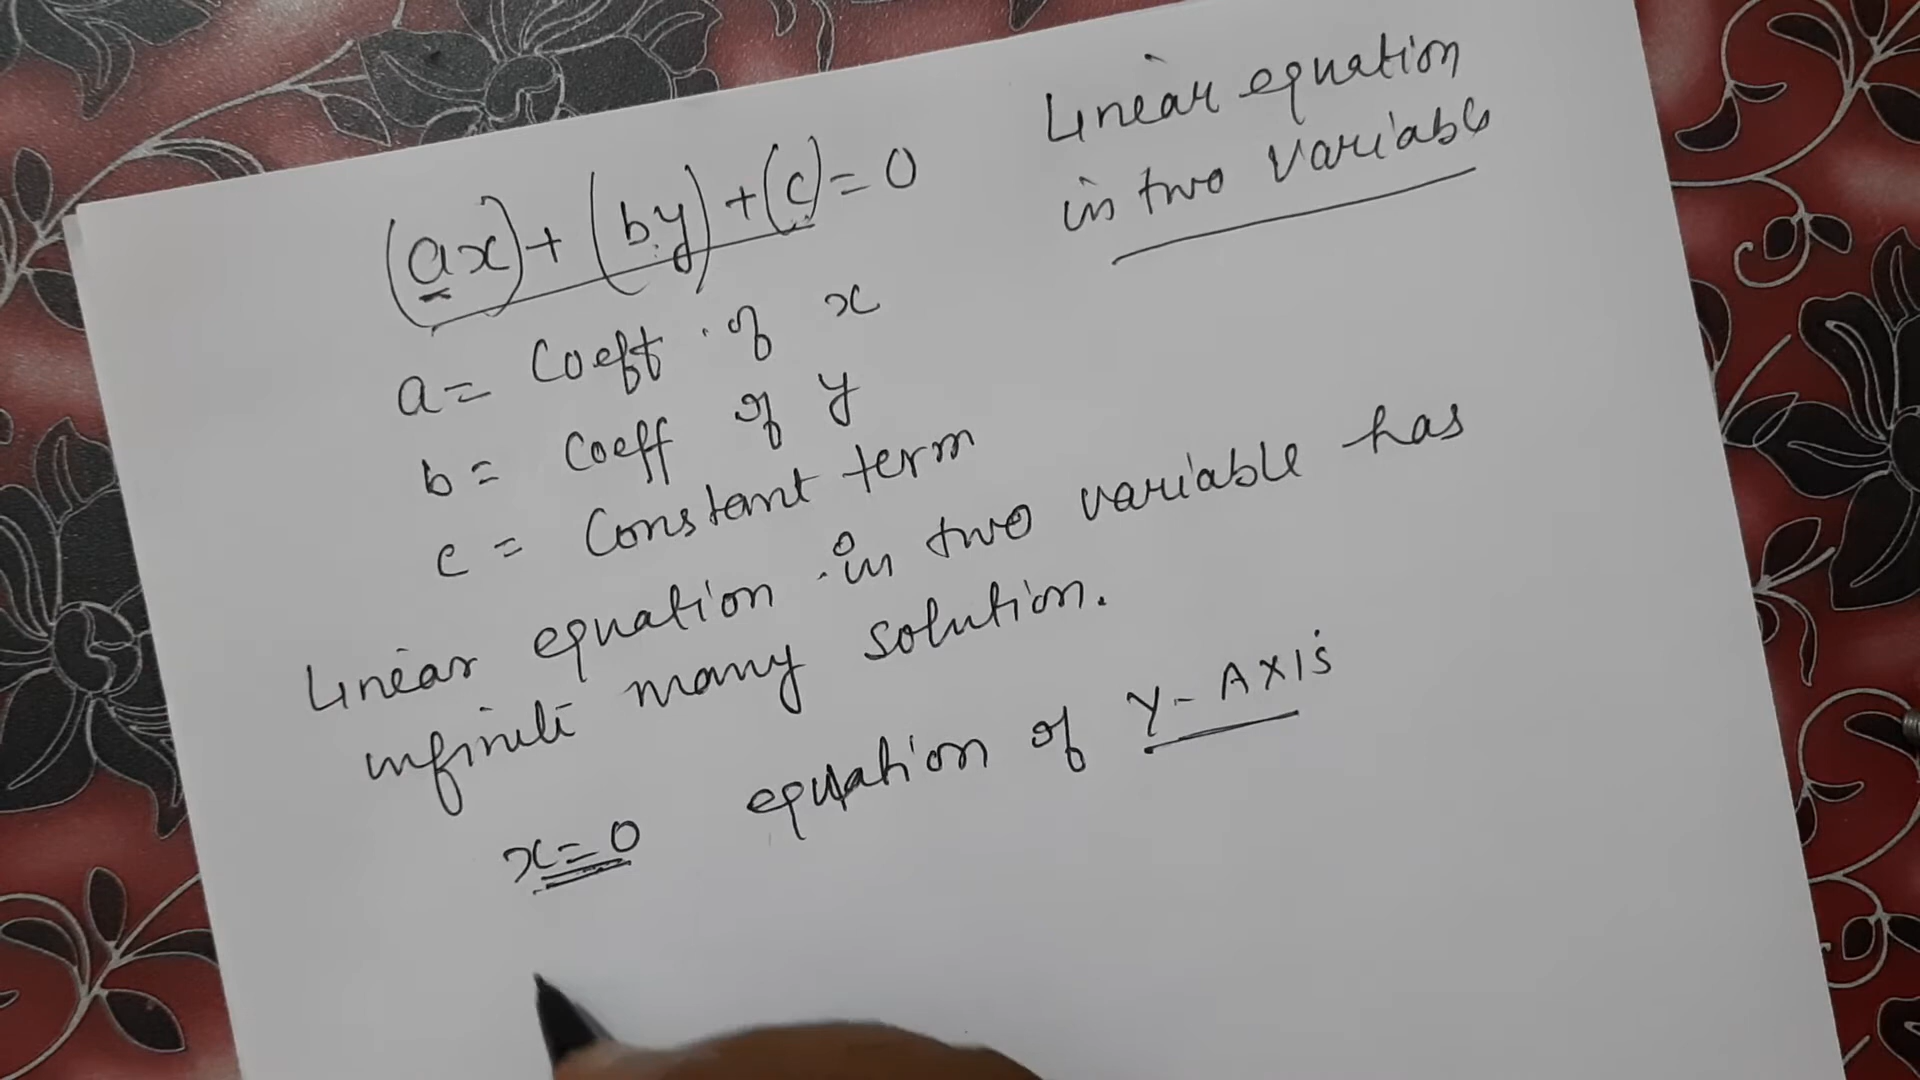 (ax)+(by)+(c)=0
Linear equation
in two variable
a= Coeff. of x
b= Coeff of y
c= Constant term
Linear equation in two variable has
infinite many solution.
x=0 equation of Y-AXIS